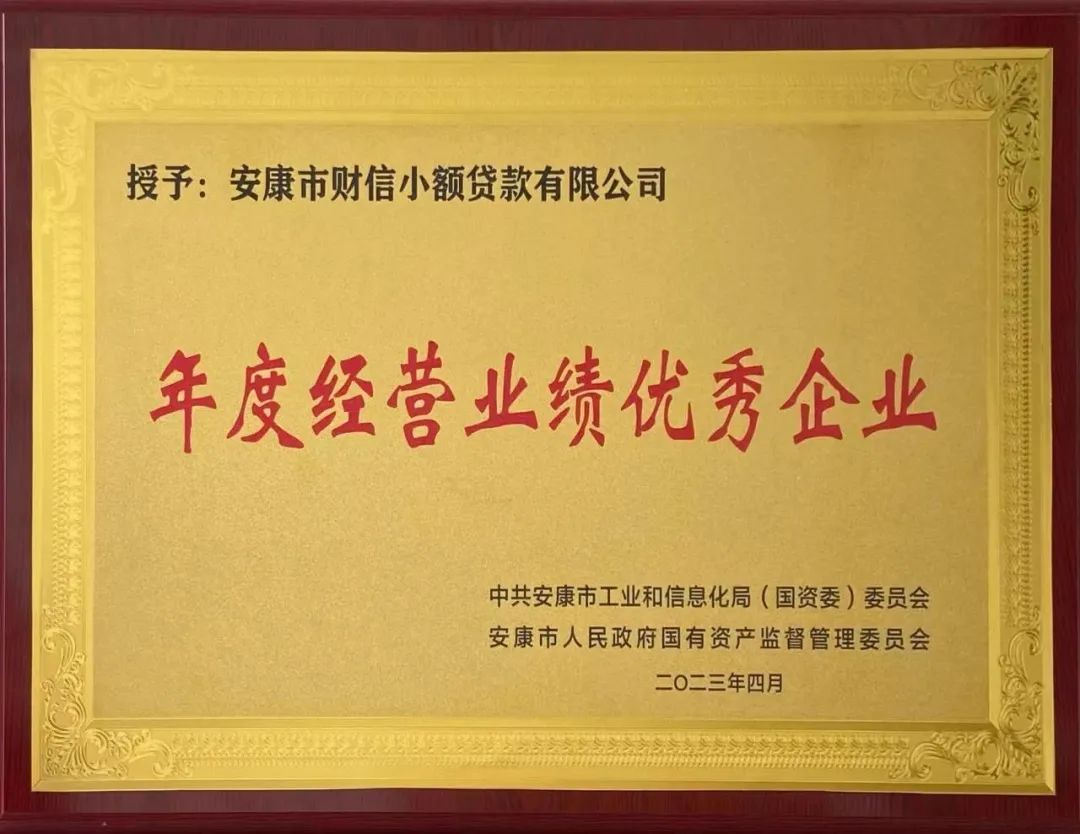 授予：安康市财信小额贷款有限公司
年度经营业绩优秀企业
中共安康市工业和信息化局（国资委）委员会
安康市人民政府国有资产监督管理委员会
二〇二三年四月